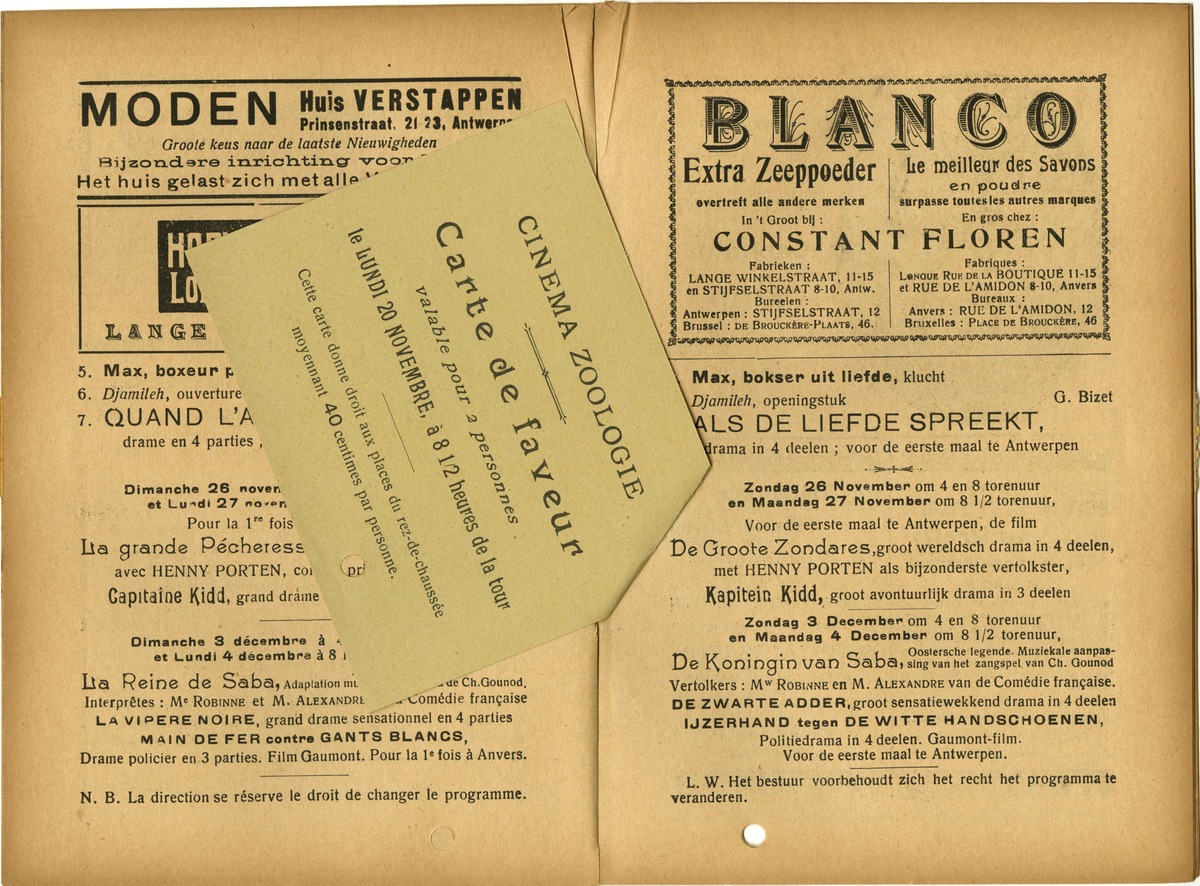 MODEN Huis VERSTAPPEN
Prinsenstraat, 21 23, Antwerpe
Groote keus naar de laatste Nieuwigheden
Bijzondere inrichting voor
Het huis gelast zich met alle
LANGE
5. Max, boxeur p
6. Djamileh, ouverture
7. QUAND L'A
drame en 4 parties ,
Dimanche 26 novem
et Lundi 27 novem
Pour la 1re fois
La grande Pécheress
avec HENNY PORTEN, co
Capitaine Kidd, grand drame
Dimanche 3 décembre à 4
et Lundi 4 décembre à 8 1
La Reine de Saba, Adaptation mu de Ch. Gounod.
Interprêtes : Me ROBINNE et M. ALEXANDRE Comédie française
LA VIPERE NOIRE, grand drame sensationnel en 4 parties
MAIN DE FER contre GANTS BLANCS,
Drame policier en 3 parties. Film Gaumont. Pour la 1e fois à Anvers.
N. B. La direction se réserve le droit de changer le programme.
CINEMA ZOOLOGIE
Carte de faveur
valable pour 2 personnes
le LUNDI 20 NOVEMBRE, à 8 1/2 heures de la tour
Cette carte donne droit aux places du rez-de-chaussée
moyennant 40 centimes par personne.
BLANCO
Extra Zeeppoeder
overtreft alle andere merken
In 't Groot bij :
Le meilleur des Savons
en poudre
surpasse toutes les autres marques
En gros chez :
CONSTANT FLOREN
Fabrieken :
LANGE WINKELSTRAAT, 11-15
en STIJFSELSTRAAT 8-10, Antw.
Bureelen :
Antwerpen : STIJFSELSTRAAT, 12
Brussel : DE BROUCKÈRE-PLAATS, 46.
Fabriques :
LONGUE RUE DE LA BOUTIQUE 11-15
et RUE DE L'AMIDON 8-10, Anvers
Bureaux :
Anvers : RUE DE L'AMIDON, 12
Bruxelles : PLACE DE BROUCKÈRE, 46
Max, bokser uit liefde, klucht
Djamileh, openingstuk G. Bizet
ALS DE LIEFDE SPREEKT,
drama in 4 deelen ; voor de eerste maal te Antwerpen
Zondag 26 November om 4 en 8 torenuur
en Maandag 27 November om 8 1/2 torenuur,
Voor de eerste maal te Antwerpen, de film
De Groote Zondares, groot wereldsch drama in 4 deelen,
met HENNY PORTEN als bijzonderste vertolkster,
Kapitein Kidd, groot avontuurlijk drama in 3 deelen
Zondag 3 December om 4 en 8 torenuur
en Maandag 4 December om 8 1/2 torenuur,
De Koningin van Saba, Oostersche legende. Muziekale aanpas-
sing van het zangspel van Ch. Gounod
Vertolkers : Mw ROBINNE en M. ALEXANDRE van de Comédie française.
DE ZWARTE ADDER, groot sensatiewekkend drama in 4 deelen
IJZERHAND tegen DE WITTE HANDSCHOENEN,
Politiedrama in 4 deelen. Gaumont-film.
Voor de eerste maal te Antwerpen.
L. W. Het bestuur voorbehoudt zich het recht het programma te
veranderen.